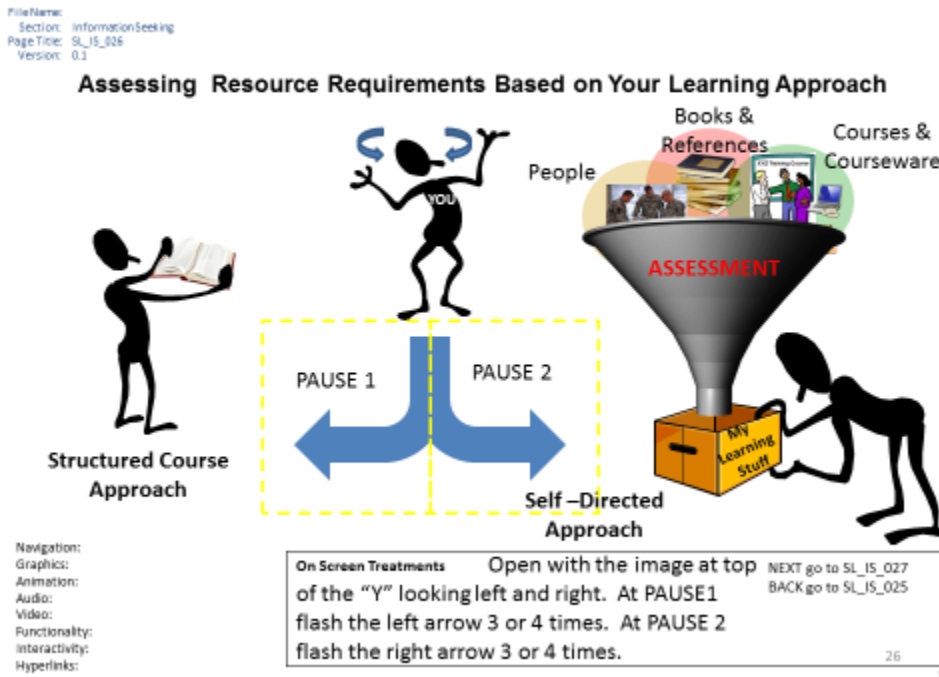 FileName:
Section: InformationSeeking
Page Title: SL_IS_026
Version: 0.1
Assessing Resource Requirements Based on Your Learning Approach
Books &
References
Courses &
Courseware
People
XYZ Training Course
YOU
ASSESSMENT
PAUSE 1
PAUSE 2
My
Learning
Stuff
Structured Course
Approach
Self –Directed
Approach
Navigation:
Graphics:
Animation:
Audio:
Video:
Functionality:
Interactivity:
Hyperlinks:
On Screen Treatments Open with the image at top
of the “Y” looking left and right. At PAUSE1
flash the left arrow 3 or 4 times. At PAUSE 2
flash the right arrow 3 or 4 times.
NEXT go to SL_IS_027
BACK go to SL_IS_025
26